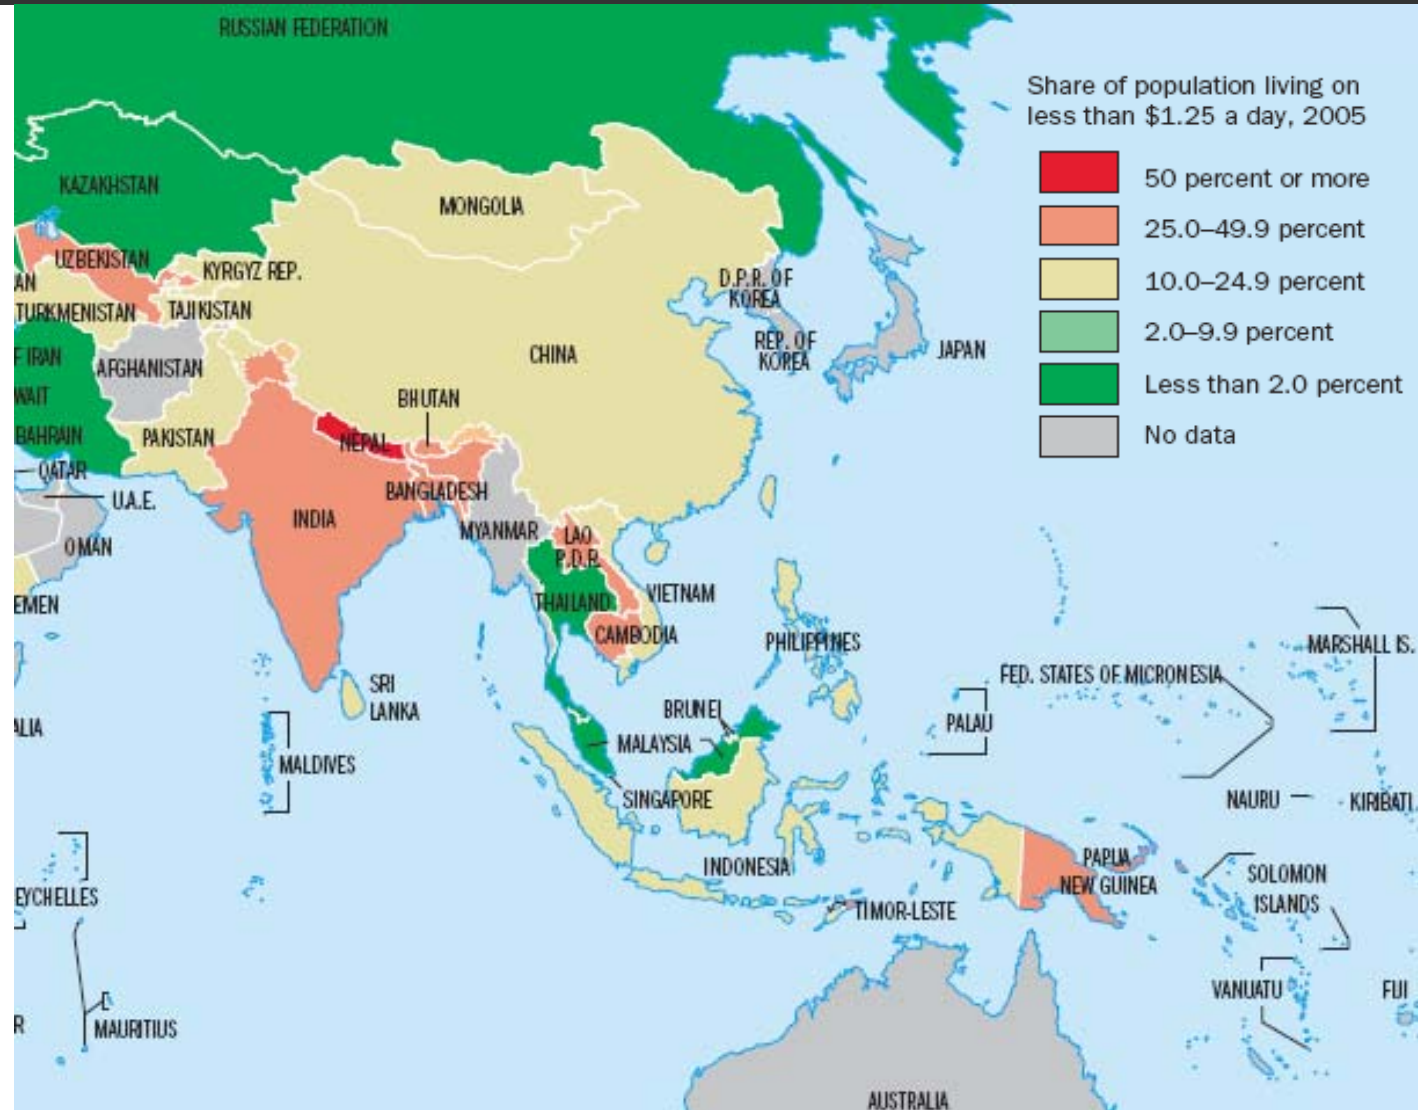 RUSSIAN FEDERATION
Share of population living on
less than $1.25 a day, 2005
50 percent or more
25.0–49.9 percent
10.0–24.9 percent
2.0–9.9 percent
Less than 2.0 percent
No data
KAZAKHSTAN
MONGOLIA
UZBEKISTAN
KYRGYZ REP.
AN
TURKMENISTAN
TAJIKISTAN
D.P.R. OF
KOREA
REP. OF
KOREA
JAPAN
F IRAN
AFGHANISTAN
CHINA
WAIT
BHUTAN
BAHRAIN
PAKISTAN
NEPAL
QATAR
U.A.E.
BANGLADESH
INDIA
MYANMAR
LAO
P.D.R.
OMAN
EMEN
THAILAND
VIETNAM
CAMBODIA
PHILIPPINES
MARSHALL IS.
FED. STATES OF MICRONESIA
SRI
LANKA
ALIA
BRUNEI
PALAU
MALAYSIA
MALDIVES
SINGAPORE
NAURU
KIRIBATI
INDONESIA
PAPUA
NEW GUINEA
SOLOMON
ISLANDS
EYCHELLES
TIMOR-LESTE
VANUATU
FIJI
R
MAURITIUS
AUSTRALIA